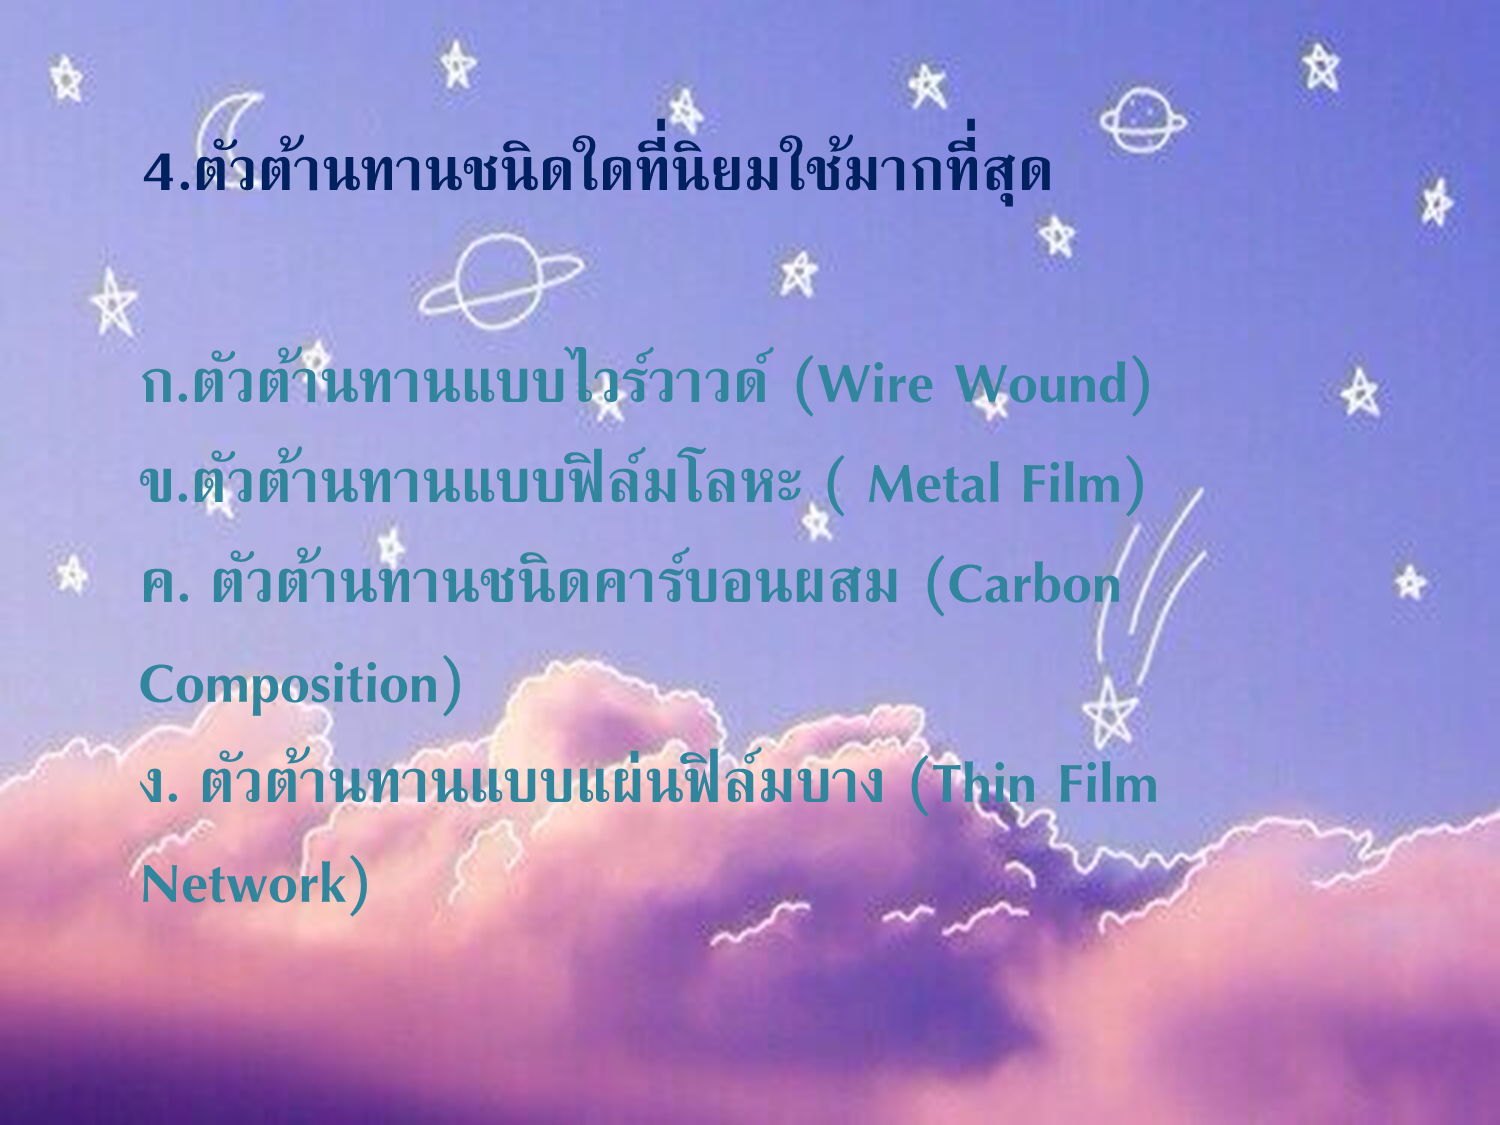 4.ตัวต้านทานชนิดใดที่นิยมใช้มากที่สุด
ก.ตัวต้านทานแบบไวร์วาวด์ (Wire Wound)
ข.ตัวต้านทานแบบฟิล์มโลหะ ( Metal Film)
ค. ตัวต้านทานชนิดคาร์บอนผสม (Carbon
Composition)
ง. ตัวต้านทานแบบแผ่นฟิล์มบาง (Thin Film
Network)